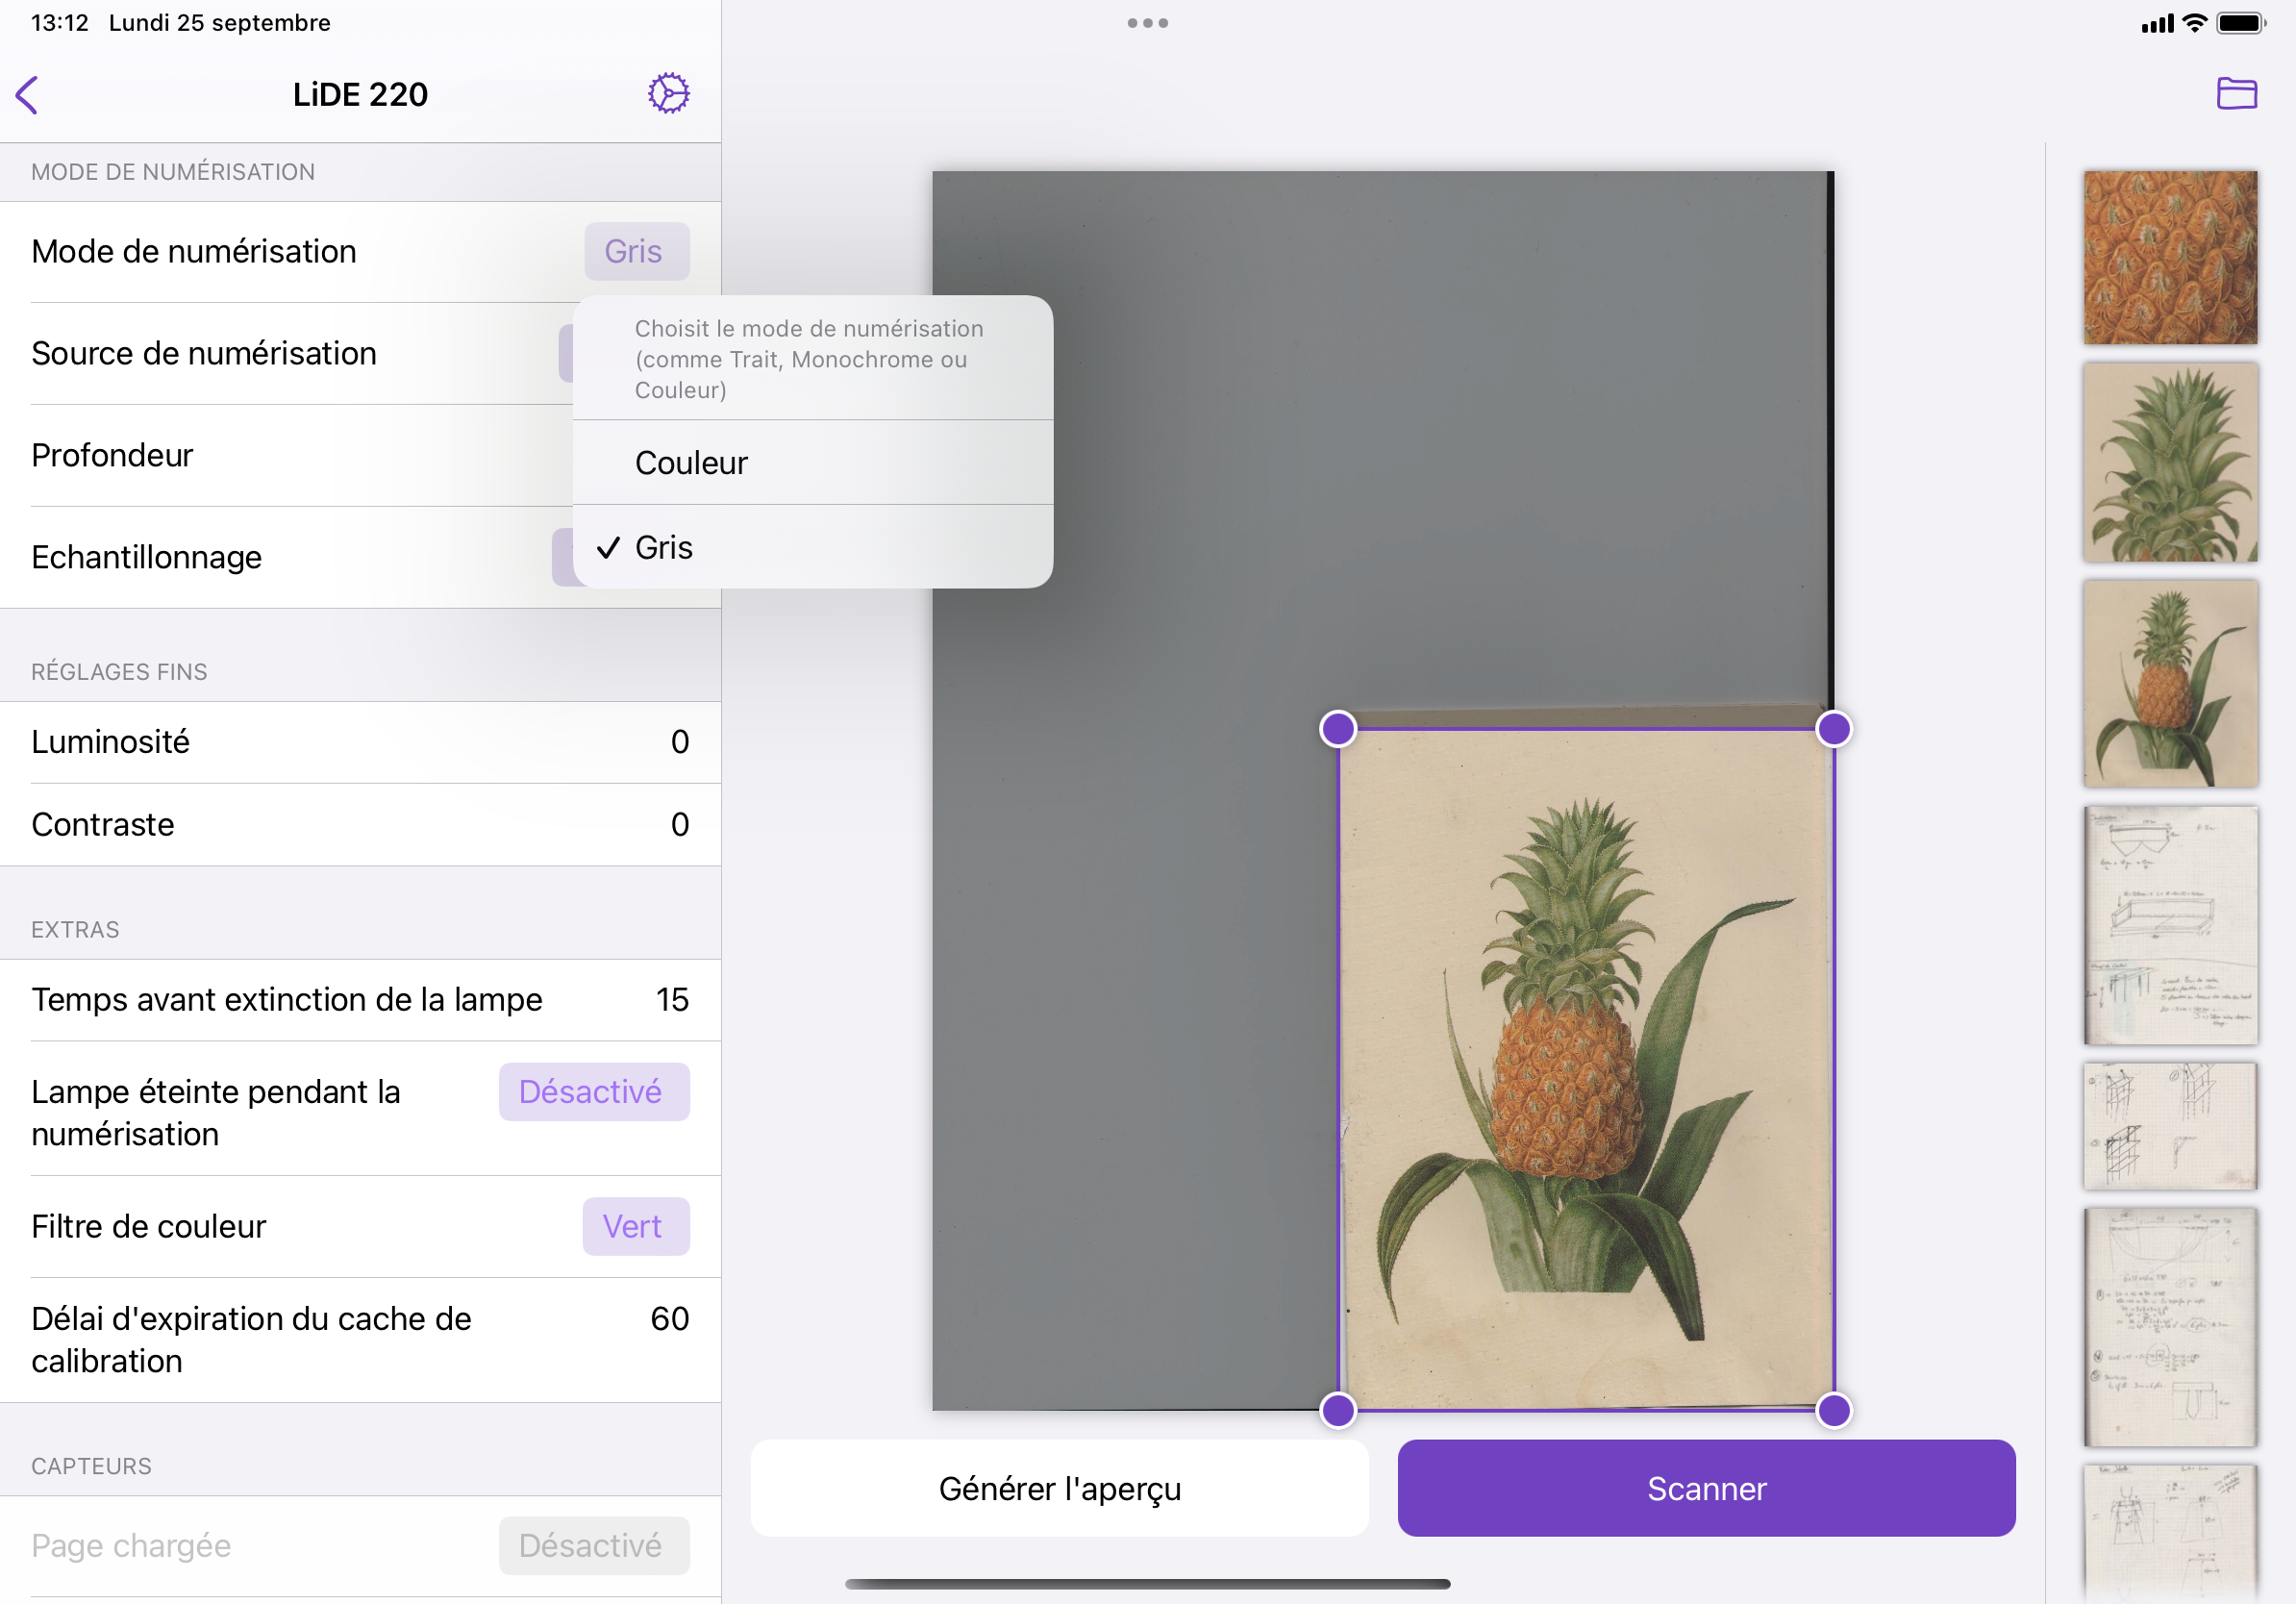 13:12 Lundi 25 septembre
LiDE 220
MODE DE NUMÉRISATION
Mode de numérisation Gris
Source de numérisation
Profondeur
Echantillonnage
Choisit le mode de numérisation
(comme Trait, Monochrome ou
Couleur)
Couleur
Gris
RÉGLAGES FINS
Luminosité 0
Contraste 0
EXTRAS
Temps avant extinction de la lampe 15
Lampe éteinte pendant la Désactivé
numérisation
Filtre de couleur Vert
Délai d'expiration du cache de 60
calibration
CAPTEURS
Page chargée Désactivé
Générer l'aperçu
Scanner